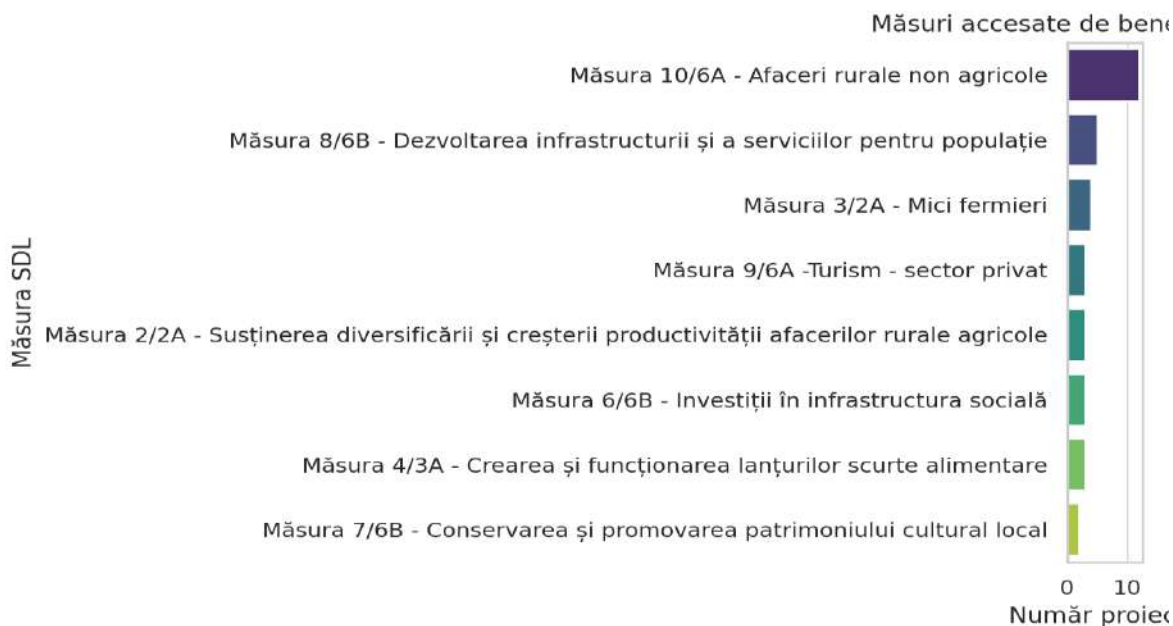 Măsuri accesate de bene
Măsura 10/6A - Afaceri rurale non agricole
Măsura 8/6B - Dezvoltarea infrastructurii și a serviciilor pentru populație
Măsura 3/2A - Mici fermieri
Măsura 9/6A -Turism - sector privat
Măsura 2/2A - Susținerea diversificării și creșterii productivității afacerilor rurale agricole
Măsura 6/6B - Investiții în infrastructura socială
Măsura 4/3A - Crearea și funcționarea lanțurilor scurte alimentare
Măsura 7/6B - Conservarea și promovarea patrimoniului cultural local
Măsura SDL
0 10
Număr proiec